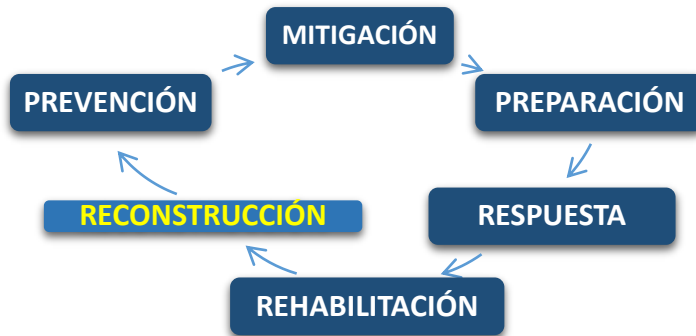 MITIGACIÓN
PREVENCIÓN
PREPARACIÓN
RECONSTRUCCIÓN
RESPUESTA
REHABILITACIÓN